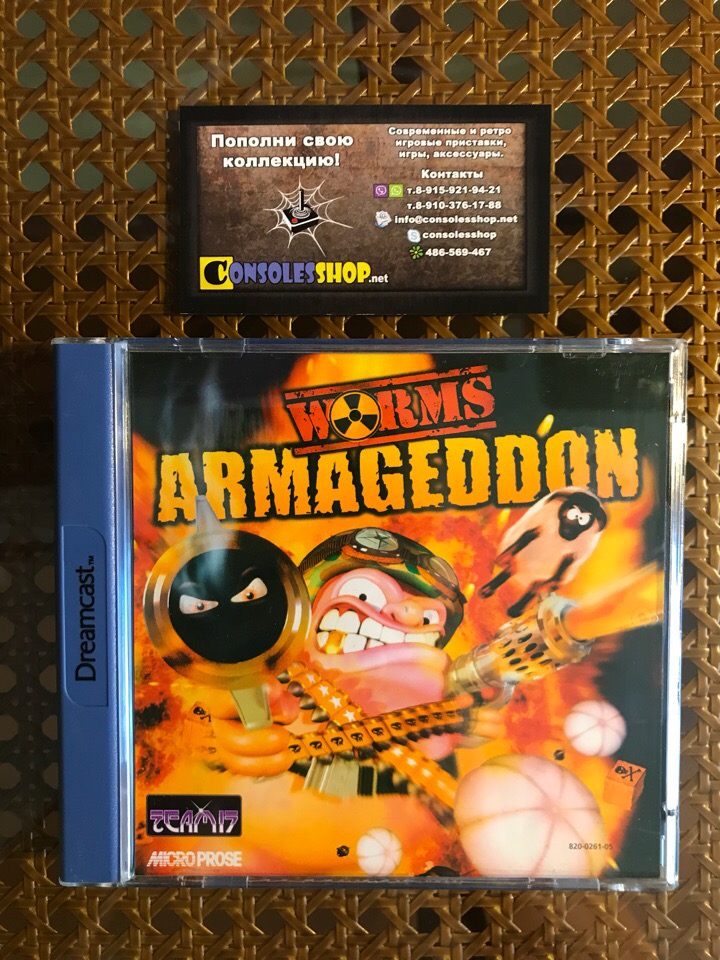 Пополни свою
коллекцию!
CONSOLESSHOP.net
Современные и ретро
игровые приставки,
игры, аксессуары.
Контакты
т.8-915-921-94-21
т.8-910-376-17-88
info@consolesshop.net
consolesshop
486-569-467
WORMS
ARMAGEDDON
Dreamcast™
TEAM17
MICROPROSE
820-0261-05